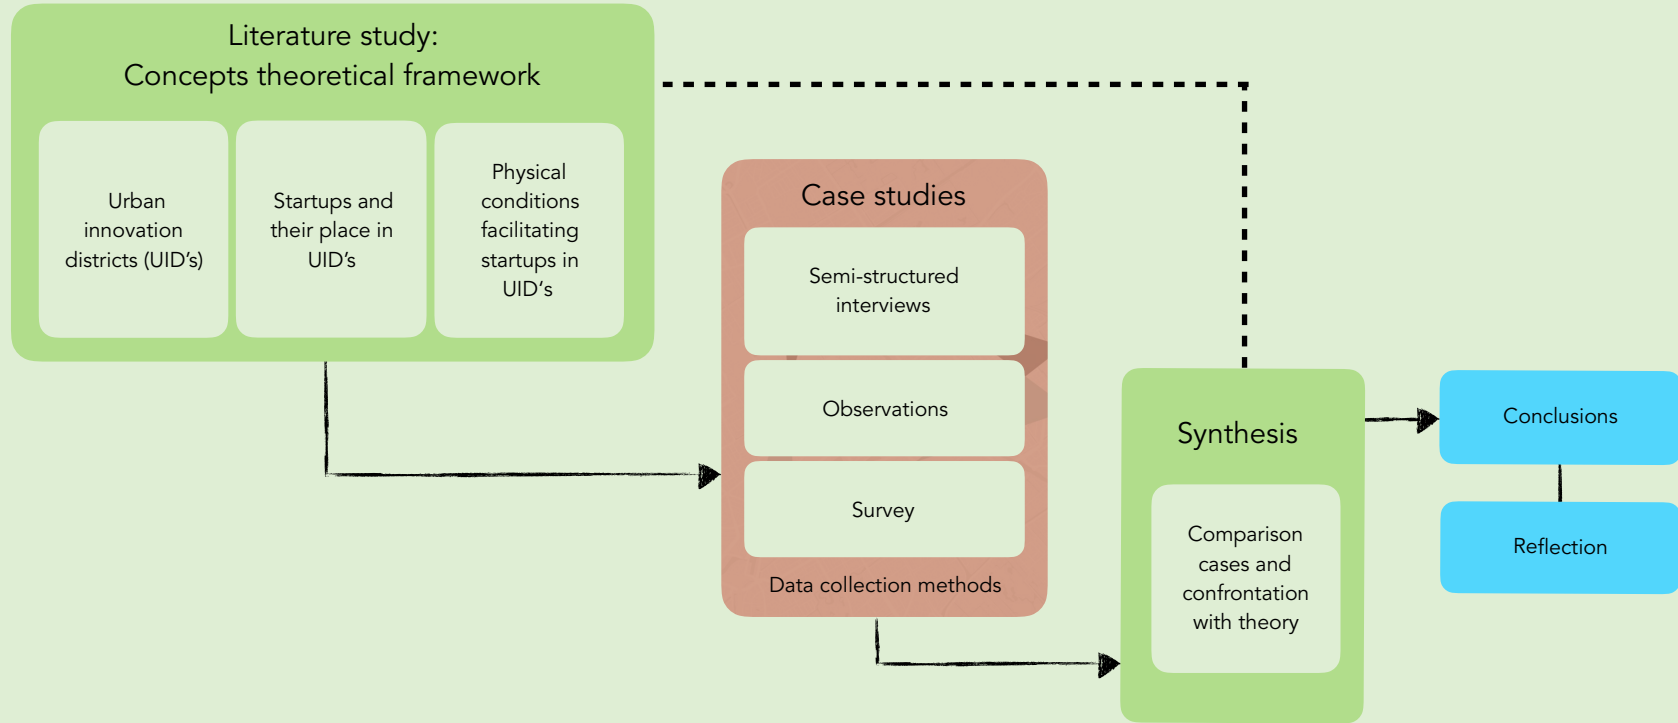 Literature study:
Concepts theoretical framework
Urban
innovation
districts (UID's)
Startups and
their place in
UID's
Physical
conditions
facilitating
startups in
UID's
Case studies
Semi-structured
interviews
Observations
Survey
Data collection methods
Synthesis
Comparison
cases and
confrontation
with theory
Conclusions
Reflection